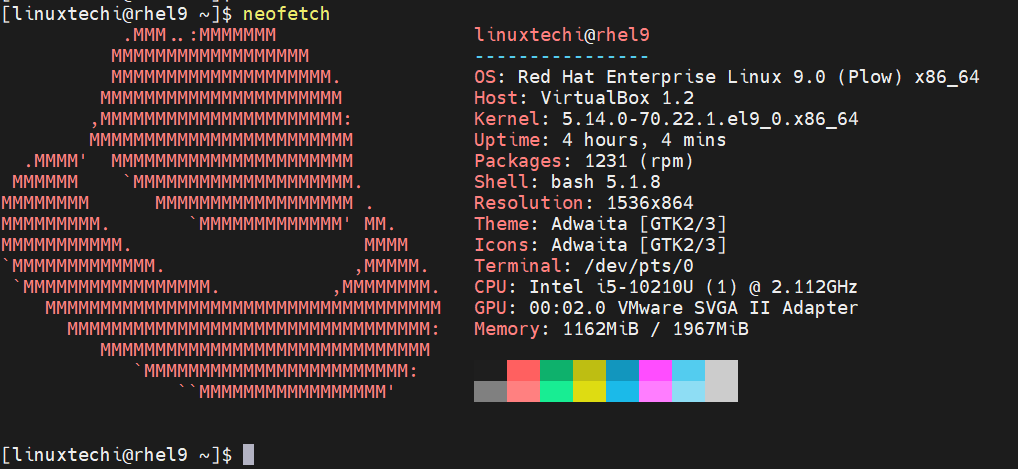 [linuxtechi@rhel9 ~]$ neofetch
           .MMM..:MMMMMMM                  linuxtechi@rhel9
          MMMMMMMMMMMMMMMMMM               ----------------
          MMMMMMMMMMMMMMMMMMMM.            OS: Red Hat Enterprise Linux 9.0 (Plow) x86_64
         MMMMMMMMMMMMMMMMMMMMMM            Host: VirtualBox 1.2
        ,MMMMMMMMMMMMMMMMMMMMMM:           Kernel: 5.14.0-70.22.1.el9_0.x86_64
        MMMMMMMMMMMMMMMMMMMMMMMM           Uptime: 4 hours, 4 mins
  .MMMM'  MMMMMMMMMMMMMMMMMMMMMM           Packages: 1231 (rpm)
 MMMMMM    `MMMMMMMMMMMMMMMMMMMM.          Shell: bash 5.1.8
MMMMMMMM      MMMMMMMMMMMMMMMMMM .         Resolution: 1536x864
MMMMMMMMM.       `MMMMMMMMMMMMM' MM.       Theme: Adwaita [GTK2/3]
MMMMMMMMMMM.                     MMMM      Icons: Adwaita [GTK2/3]
`MMMMMMMMMMMMM.                 ,MMMMM.    Terminal: /dev/pts/0
 `MMMMMMMMMMMMMMMMM.          ,MMMMMMMM.   CPU: Intel i5-10210U (1) @ 2.112GHz
    MMMMMMMMMMMMMMMMMMMMMMMMMMMMMMMMMMMM   GPU: 00:02.0 VMware SVGA II Adapter
      MMMMMMMMMMMMMMMMMMMMMMMMMMMMMMMMM:   Memory: 1162MiB / 1967MiB
         MMMMMMMMMMMMMMMMMMMMMMMMMMMMMM
            `MMMMMMMMMMMMMMMMMMMMMMMM:
                ``MMMMMMMMMMMMMMMMM'
[linuxtechi@rhel9 ~]$